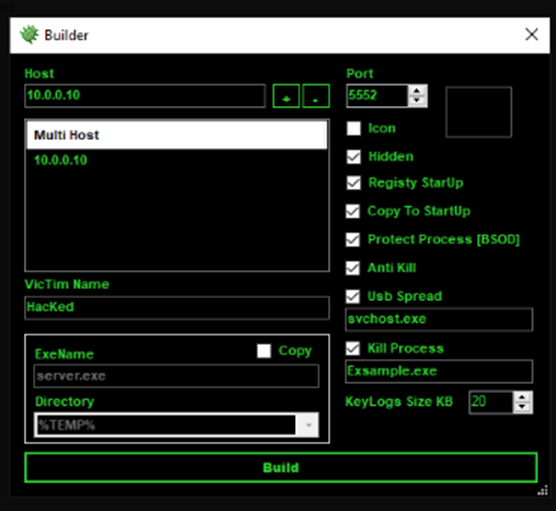 Builder
Host
10.0.0.10
+
-
Multi Host
10.0.0.10
VicTim Name
HacKed
ExeName
Copy
server.exe
Directory
%TEMP%
Port
5552
Icon
Hidden
Registy StarUp
Copy To StartUp
Protect Process [BSOD]
Anti Kill
Usb Spread
svchost.exe
Kill Process
Exsample.exe
KeyLogs Size KB
20
Build